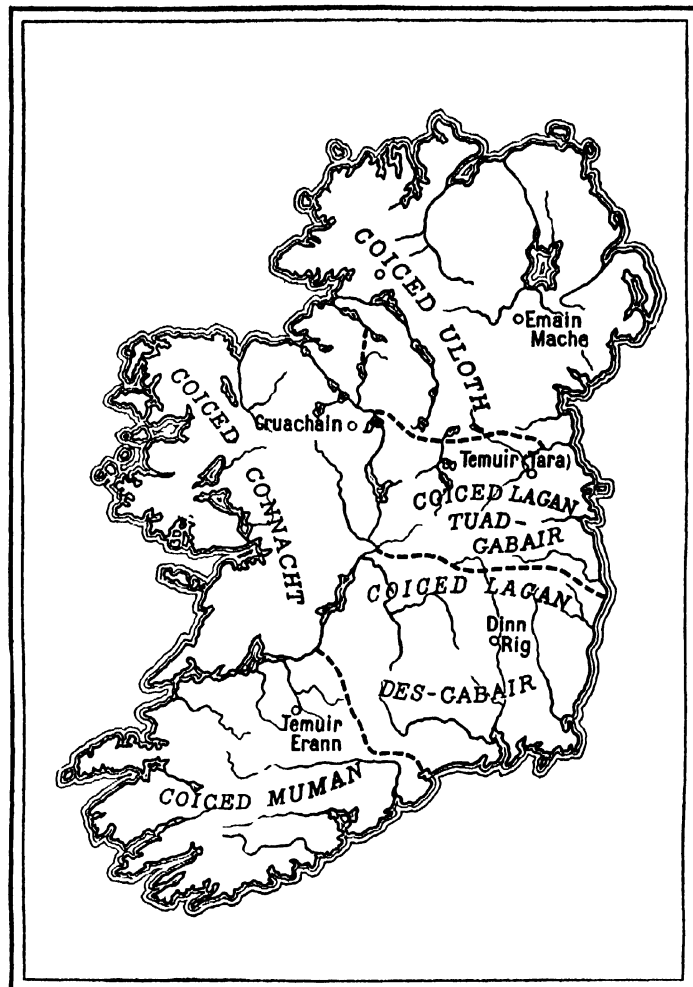 COICED ULOTH
Emain
Mache
COICED CONNACHT
Cruachain
Temuir (Tara)
COICED LAGAN
TUAD-
GABAIR
COICED LAGAN
Dinn
Rig
DES-GABAIR
Temuir
Erann
COICED MUMAN